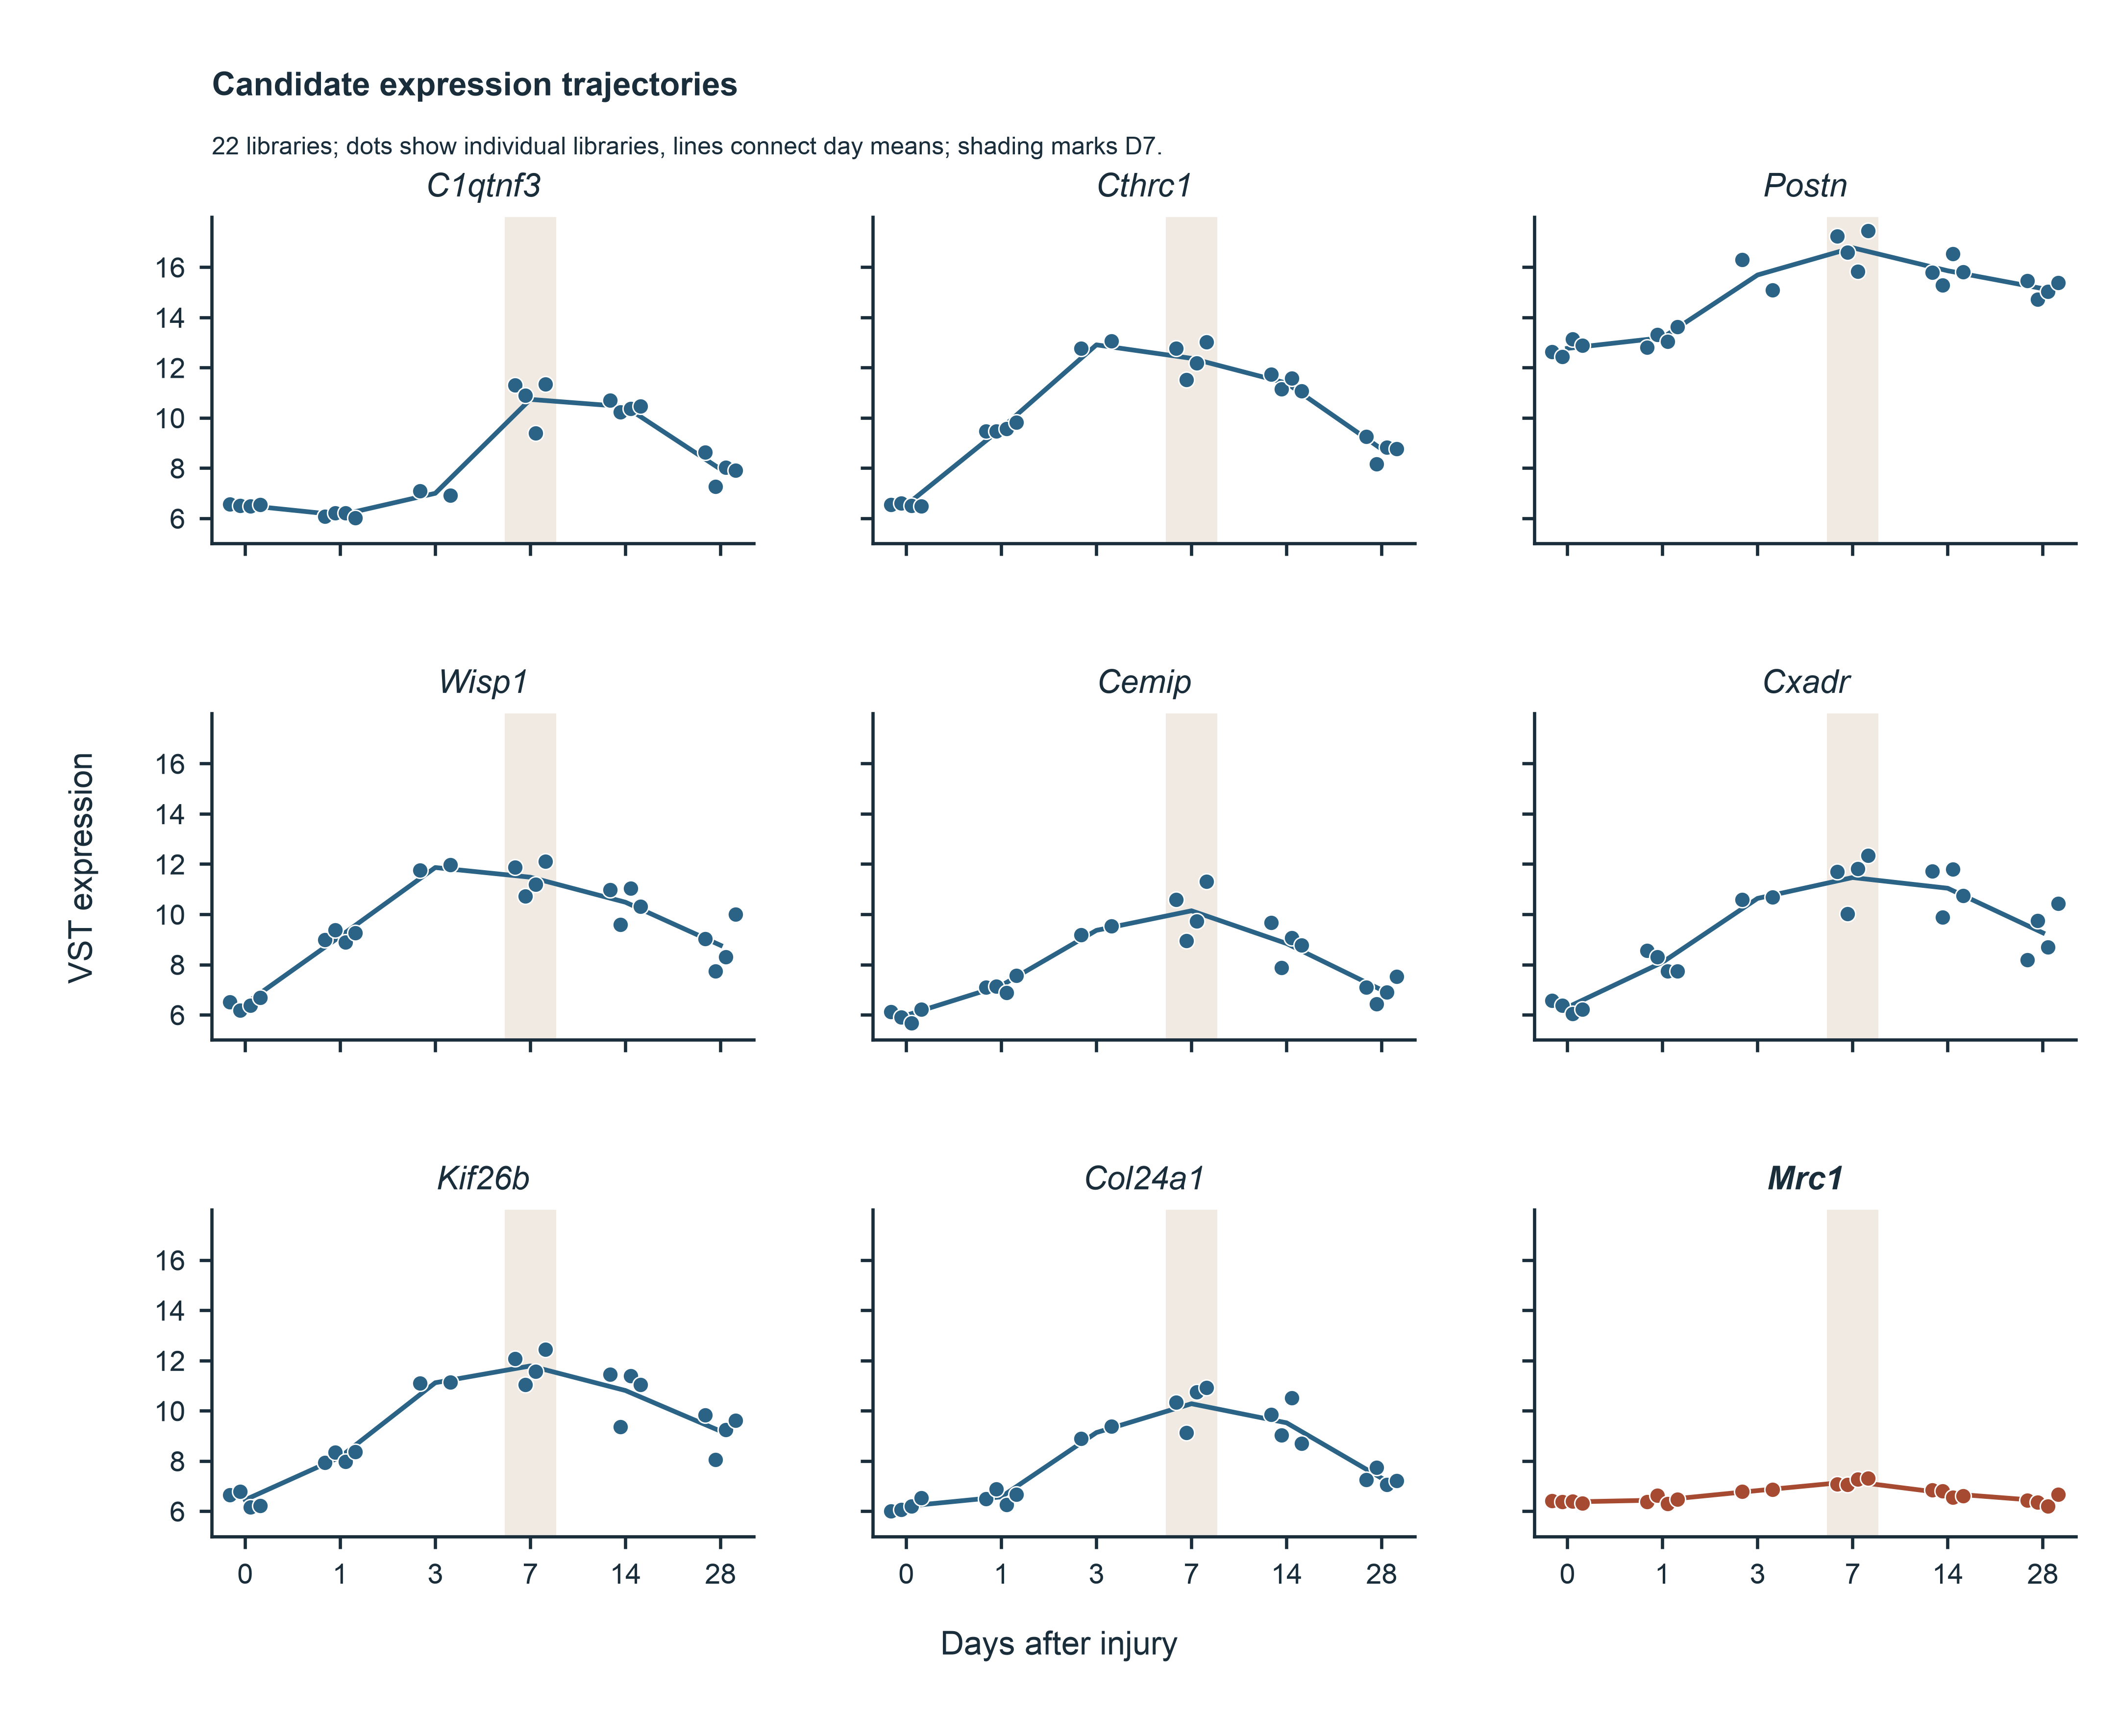 Candidate expression trajectories
22 libraries; dots show individual libraries, lines connect day means; shading marks D7.
C1qtnf3
Cthrc1
Postn
16
14
12
10
8
6
Wisp1
Cemip
Cxadr
VST expression
16
14
12
10
8
6
Kif26b
Col24a1
Mrc1
16
14
12
10
8
6
0 1 3 7 14 28
0 1 3 7 14 28
0 1 3 7 14 28
Days after injury